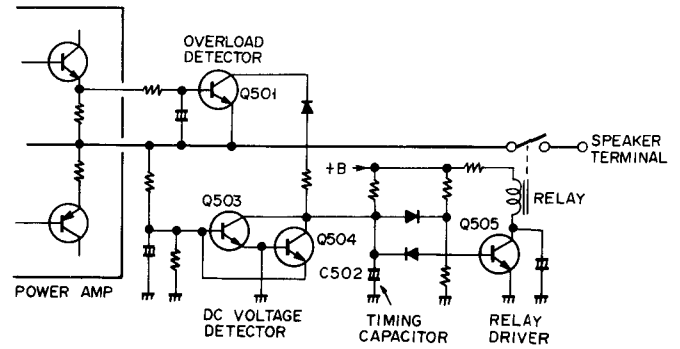 OVERLOAD
DETECTOR
Q501
SPEAKER
TERMINAL
+B
RELAY
Q503
Q504
Q505
C502
POWER AMP
DC VOLTAGE
DETECTOR
TIMING
CAPACITOR
RELAY
DRIVER